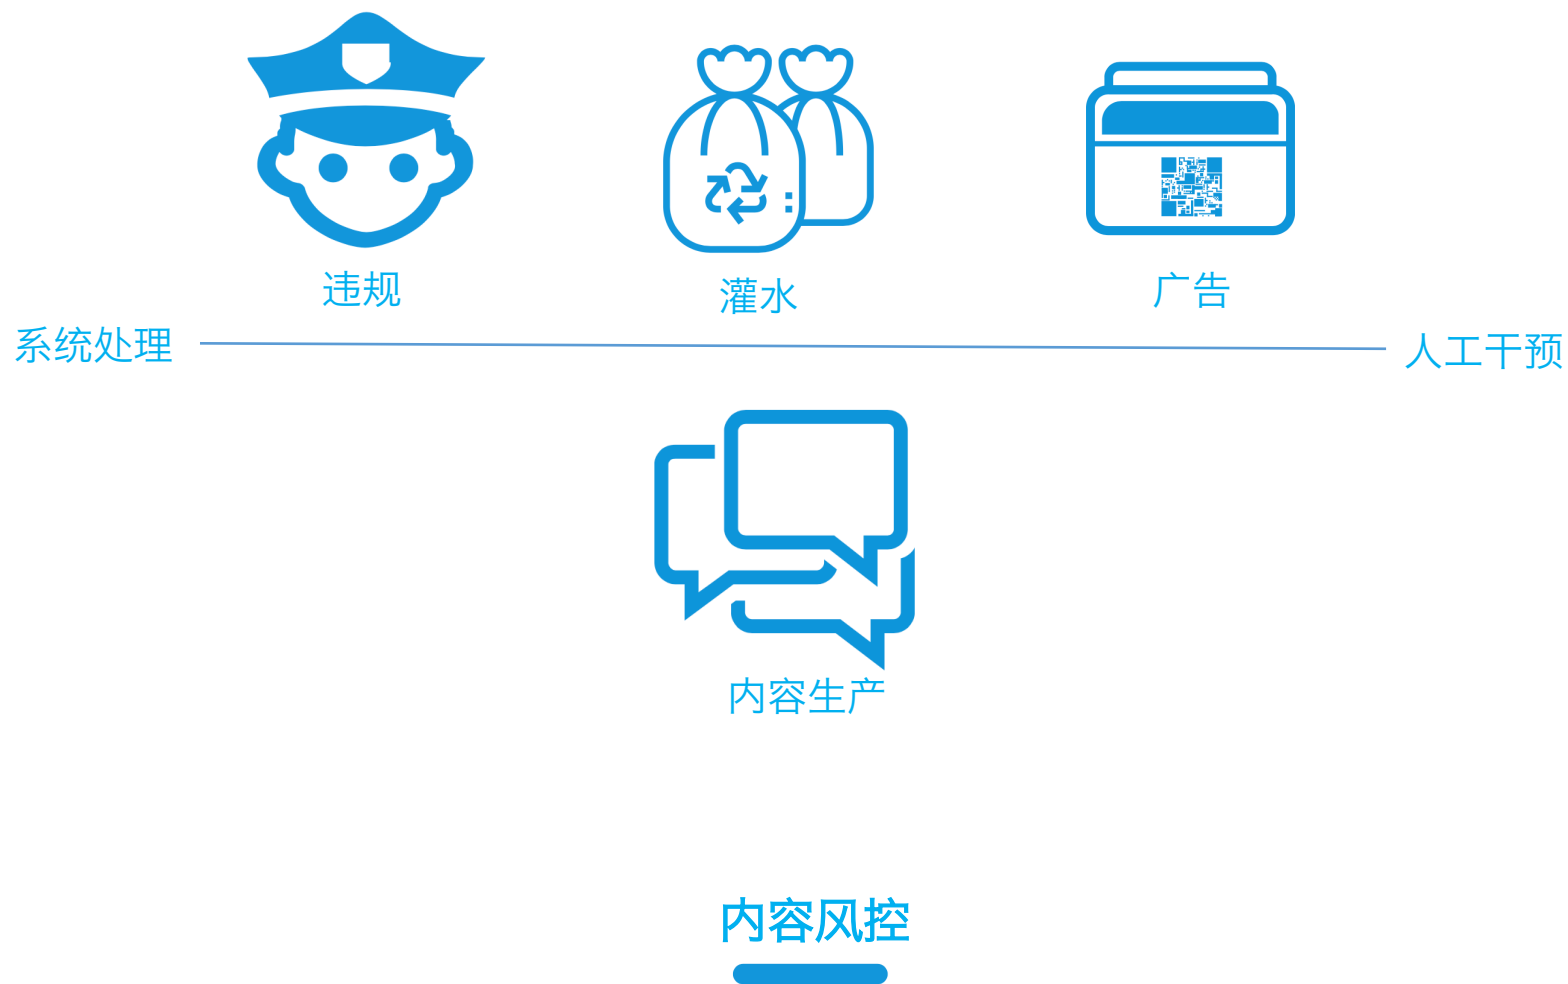 违规
灌水
广告
系统处理
人工干预
内容生产
内容风控